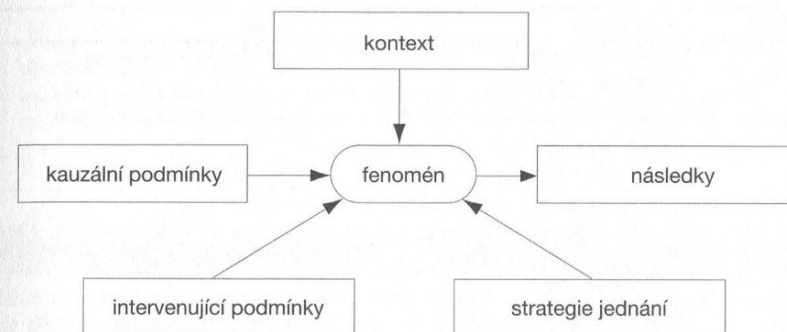 kontext
kauzální podmínky
fenomén
následky
intervenující podmínky
strategie jednání